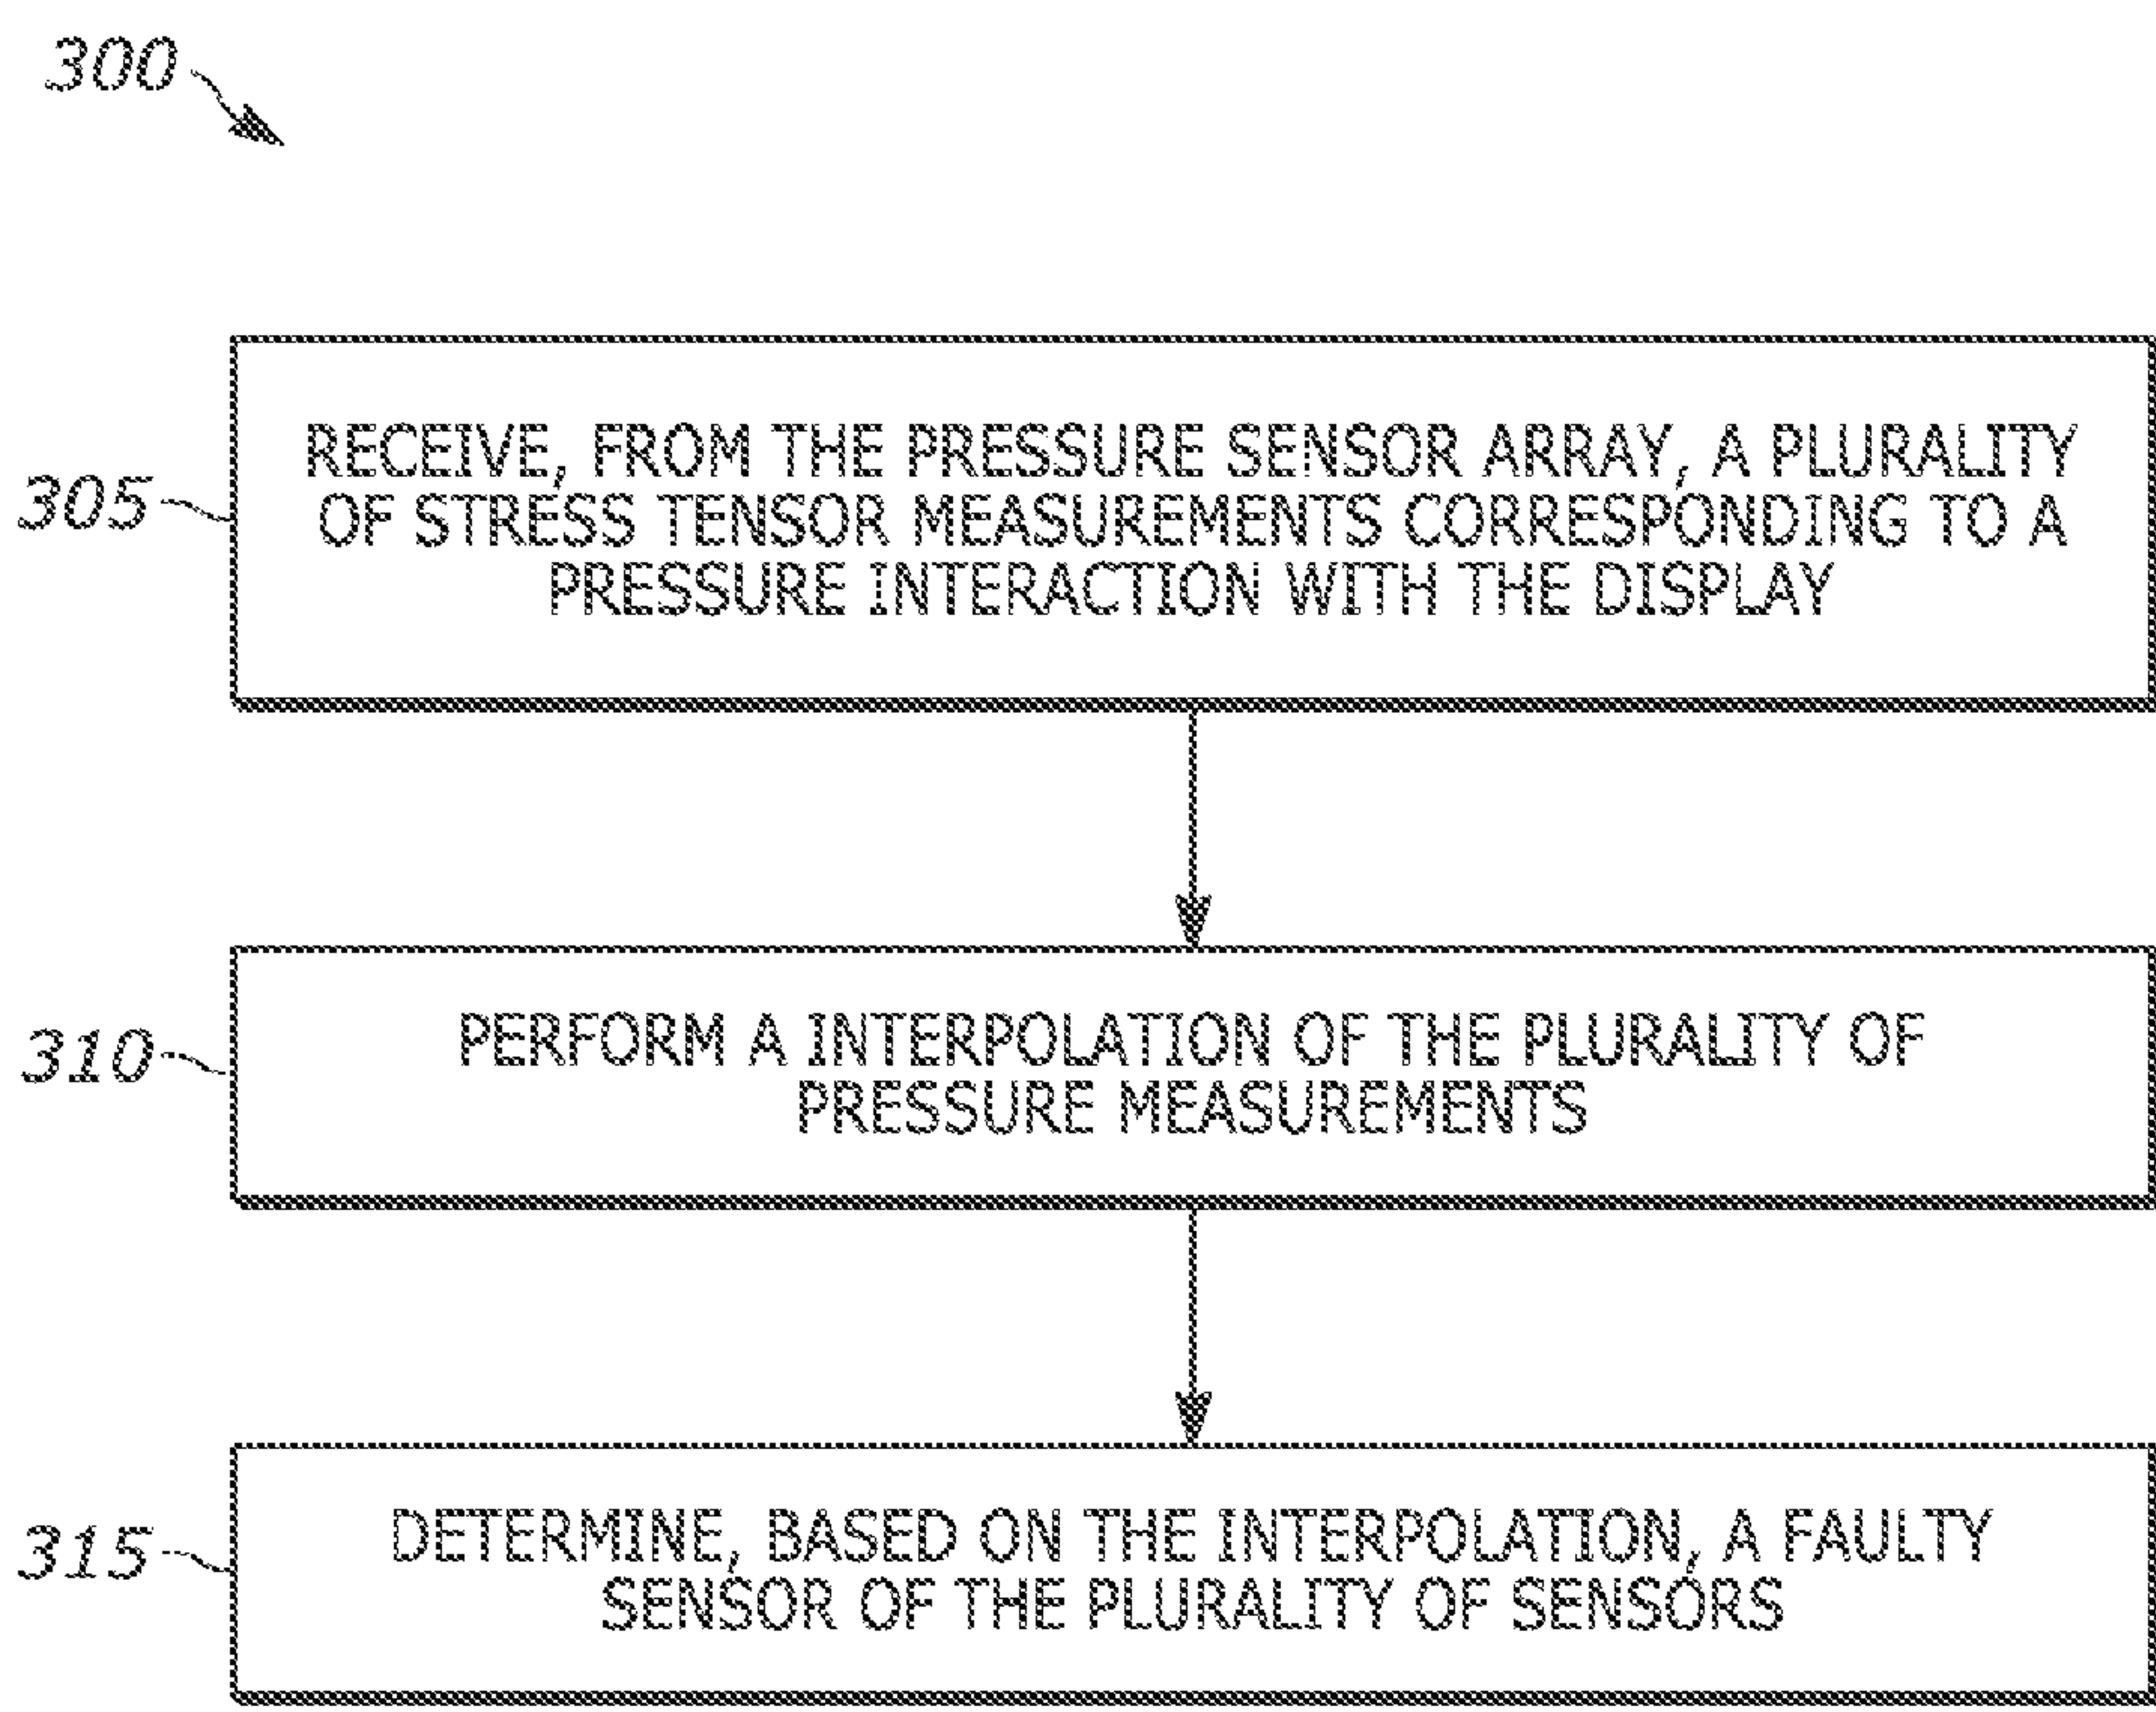 300
305
RECEIVE, FROM THE PRESSURE SENSOR ARRAY, A PLURALITY
OF STRESS TENSOR MEASUREMENTS CORRESPONDING TO A
PRESSURE INTERACTION WITH THE DISPLAY
310
PERFORM A INTERPOLATION OF THE PLURALITY OF
PRESSURE MEASUREMENTS
315
DETERMINE, BASED ON THE INTERPOLATION, A FAULTY
SENSOR OF THE PLURALITY OF SENSORS